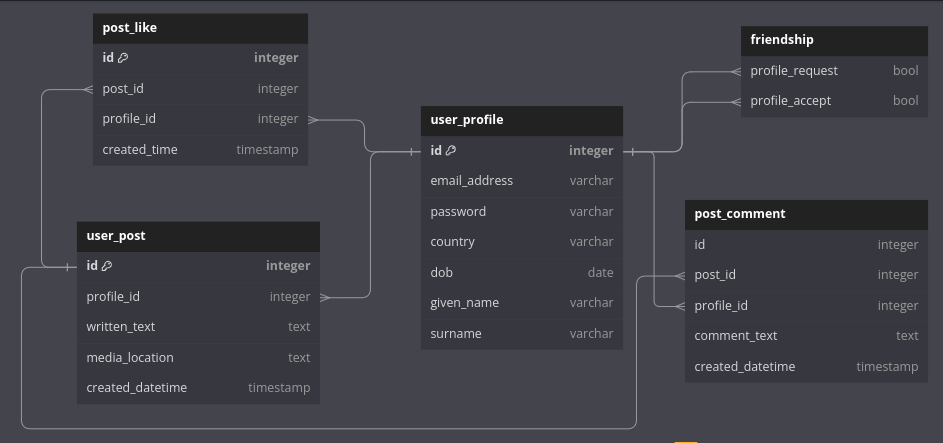 post_like
id integer
post_id integer
profile_id integer
created_time timestamp
user_post
id integer
profile_id integer
written_text text
media_location text
created_datetime timestamp
user_profile
id integer
email_address varchar
password varchar
country varchar
dob date
given_name varchar
surname varchar
friendship
profile_request bool
profile_accept bool
post_comment
id integer
post_id integer
profile_id integer
comment_text text
created_datetime timestamp